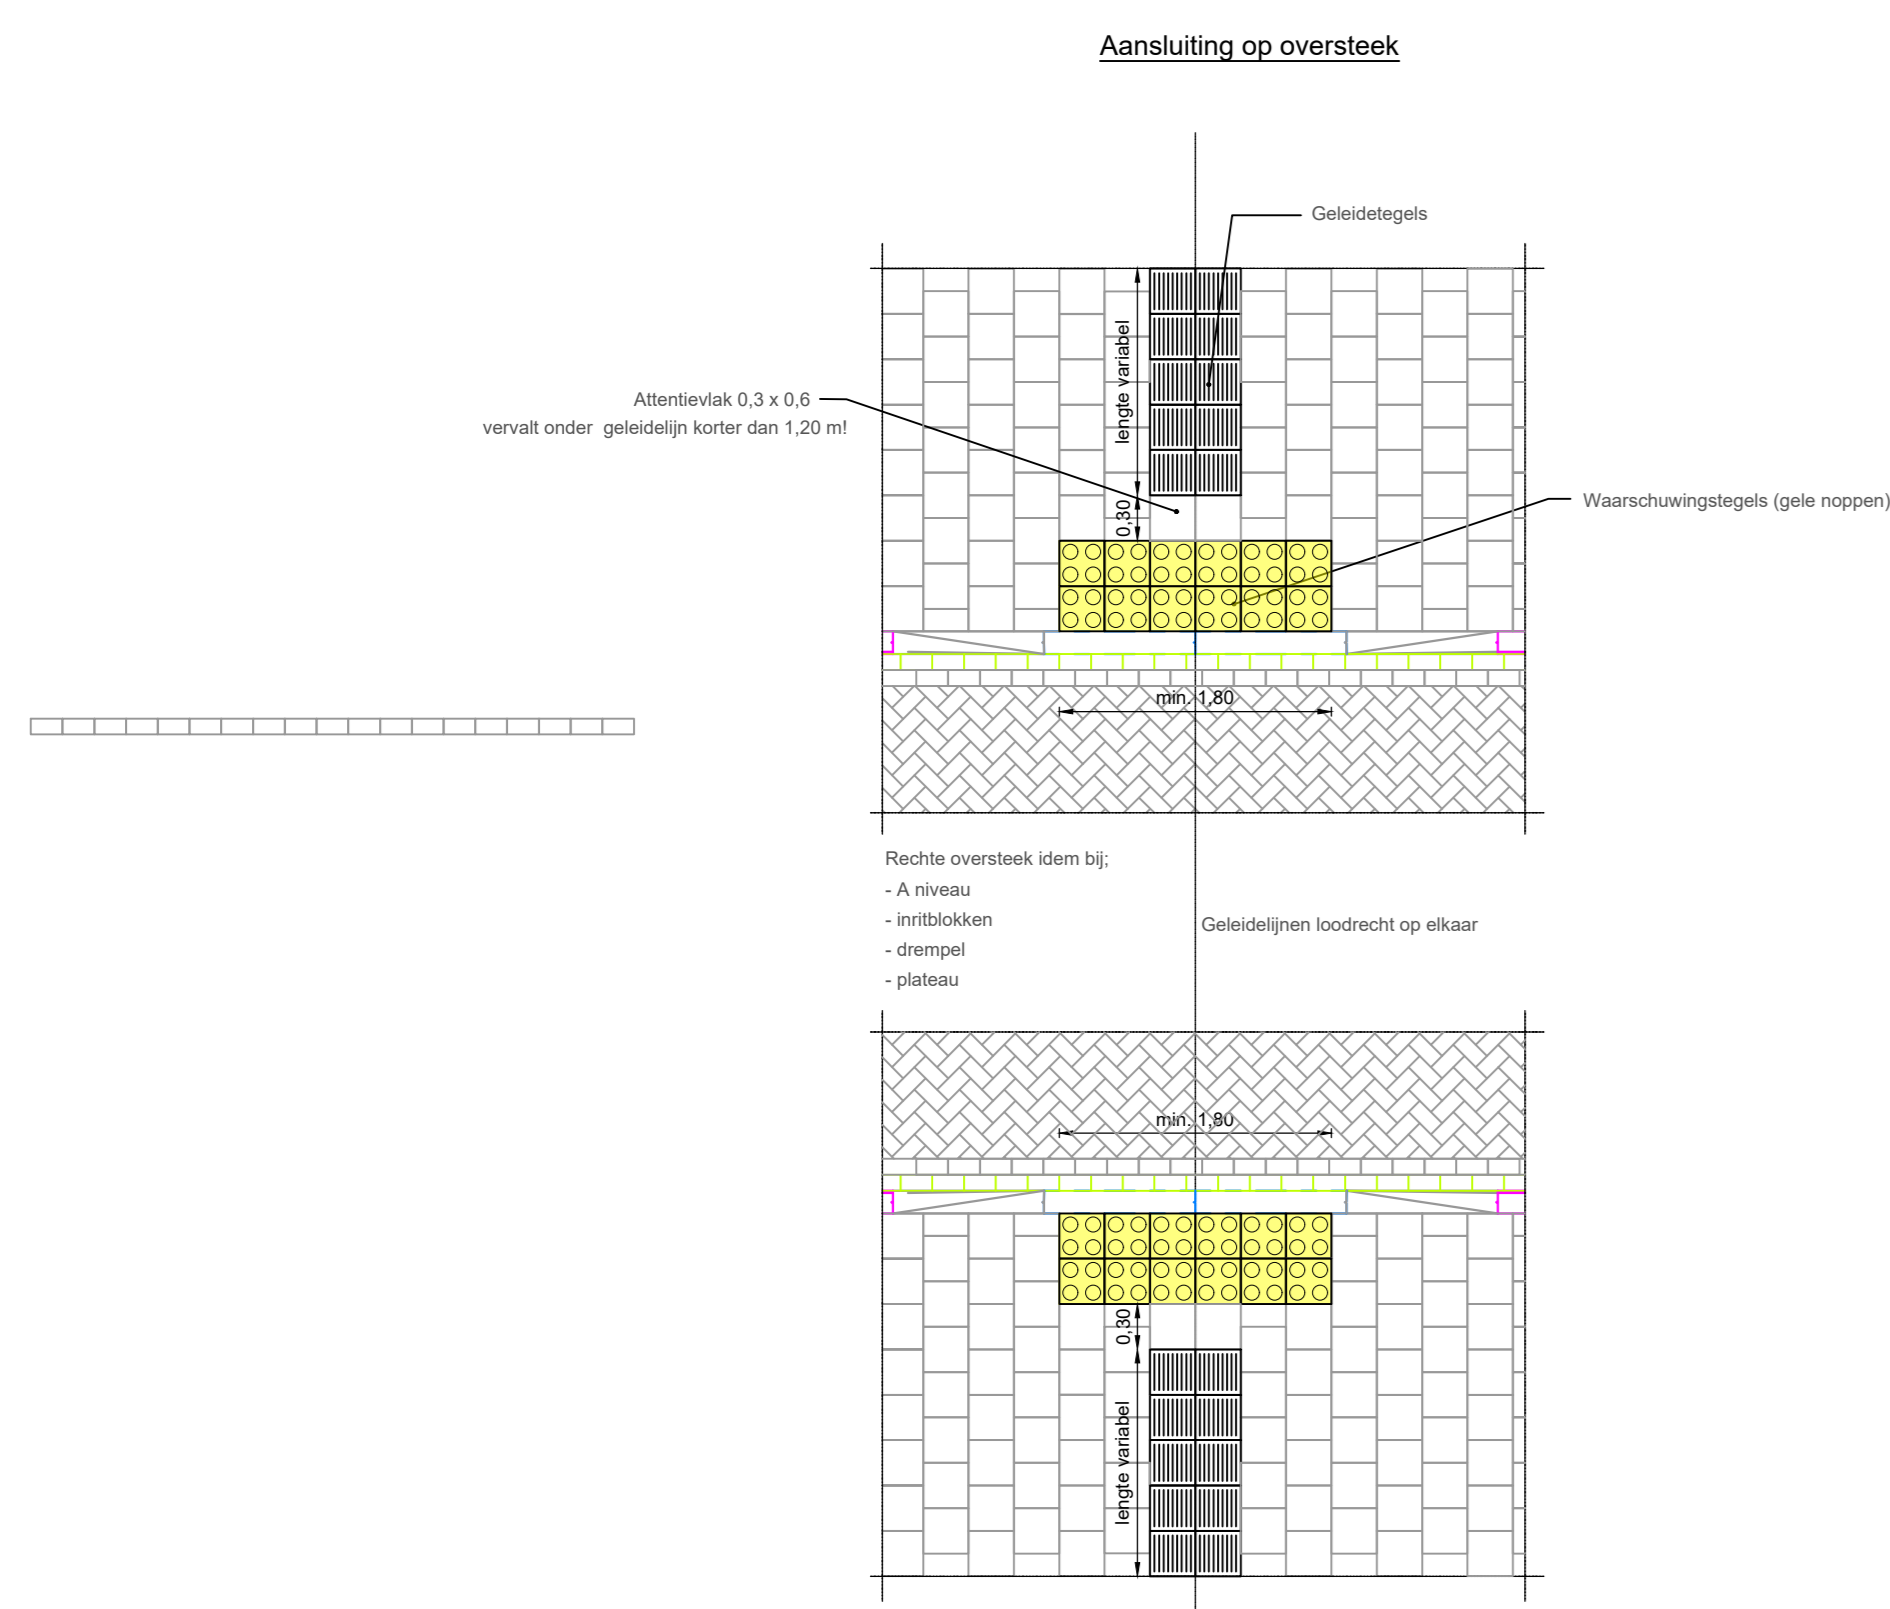 Aansluiting op oversteek
Geleidetegels
lengte variabel
Attentievlak 0,3 x 0,6
vervalt onder geleidelijn korter dan 1,20 m!
0,30
Waarschuwingstegels (gele noppen)
min. 1,80
Rechte oversteek idem bij;
- A niveau
- inritblokken
- drempel
- plateau
Geleidelijnen loodrecht op elkaar
min. 1,80
0,30
lengte variabel